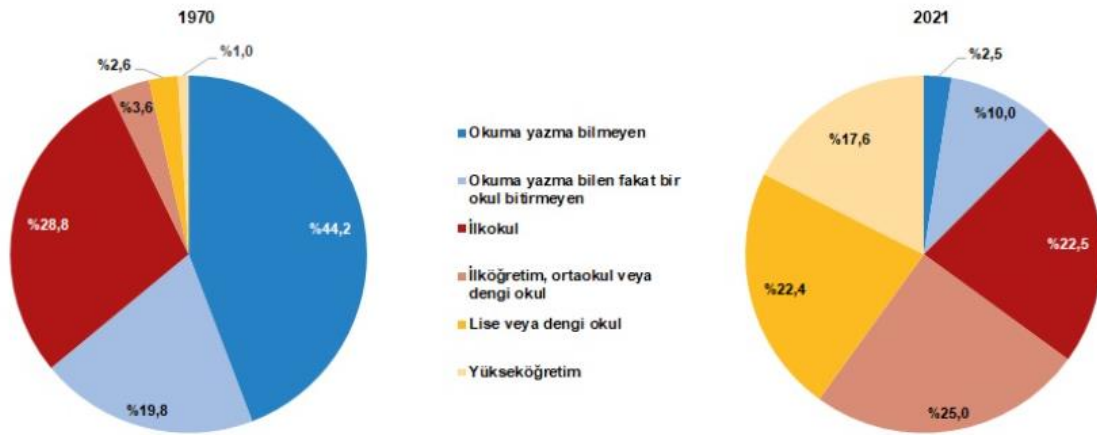 1970
%1,0
%2,6
%3,6
%28,8
%44,2
%19,8
Okuma yazma bilmeyen
Okuma yazma bilen fakat bir
okul bitirmeyen
İlkokul
İlköğretim, ortaokul veya
dengi okul
Lise veya dengi okul
Yükseköğretim
2021
%2,5
%10,0
%17,6
%22,5
%22,4
%25,0